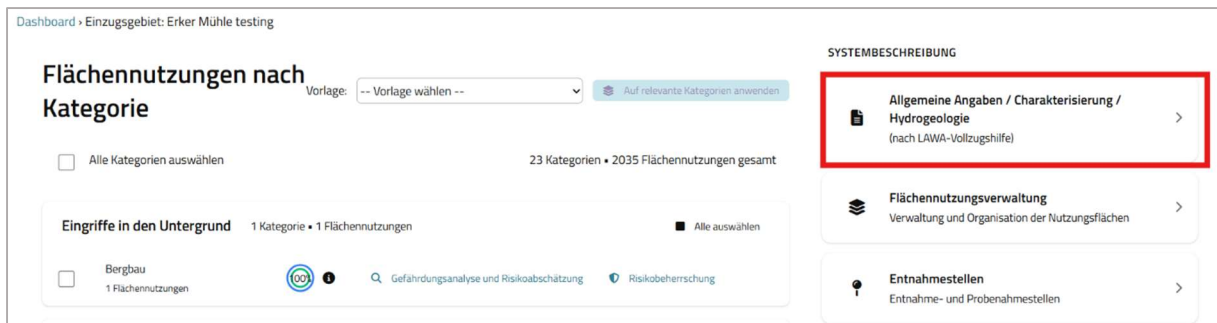 Dashboard › Einzugsgebiet: Erker Mühle testing
Flächennutzungen nach
Kategorie
Vorlage:
-- Vorlage wählen --
Auf relevante Kategorien anwenden
Alle Kategorien auswählen
23 Kategorien • 2035 Flächennutzungen gesamt
Eingriffe in den Untergrund
1 Kategorie • 1 Flächennutzungen
Alle auswählen
Bergbau
1 Flächennutzungen
100%
Gefährdungsanalyse und Risikoabschätzung
Risikobeherrschung
SYSTEMBESCHREIBUNG
Allgemeine Angaben / Charakterisierung /
Hydrogeologie
(nach LAWA-Vollzugshilfe)
Flächennutzungsverwaltung
Verwaltung und Organisation der Nutzungsflächen
Entnahmestellen
Entnahme- und Probenahmestellen